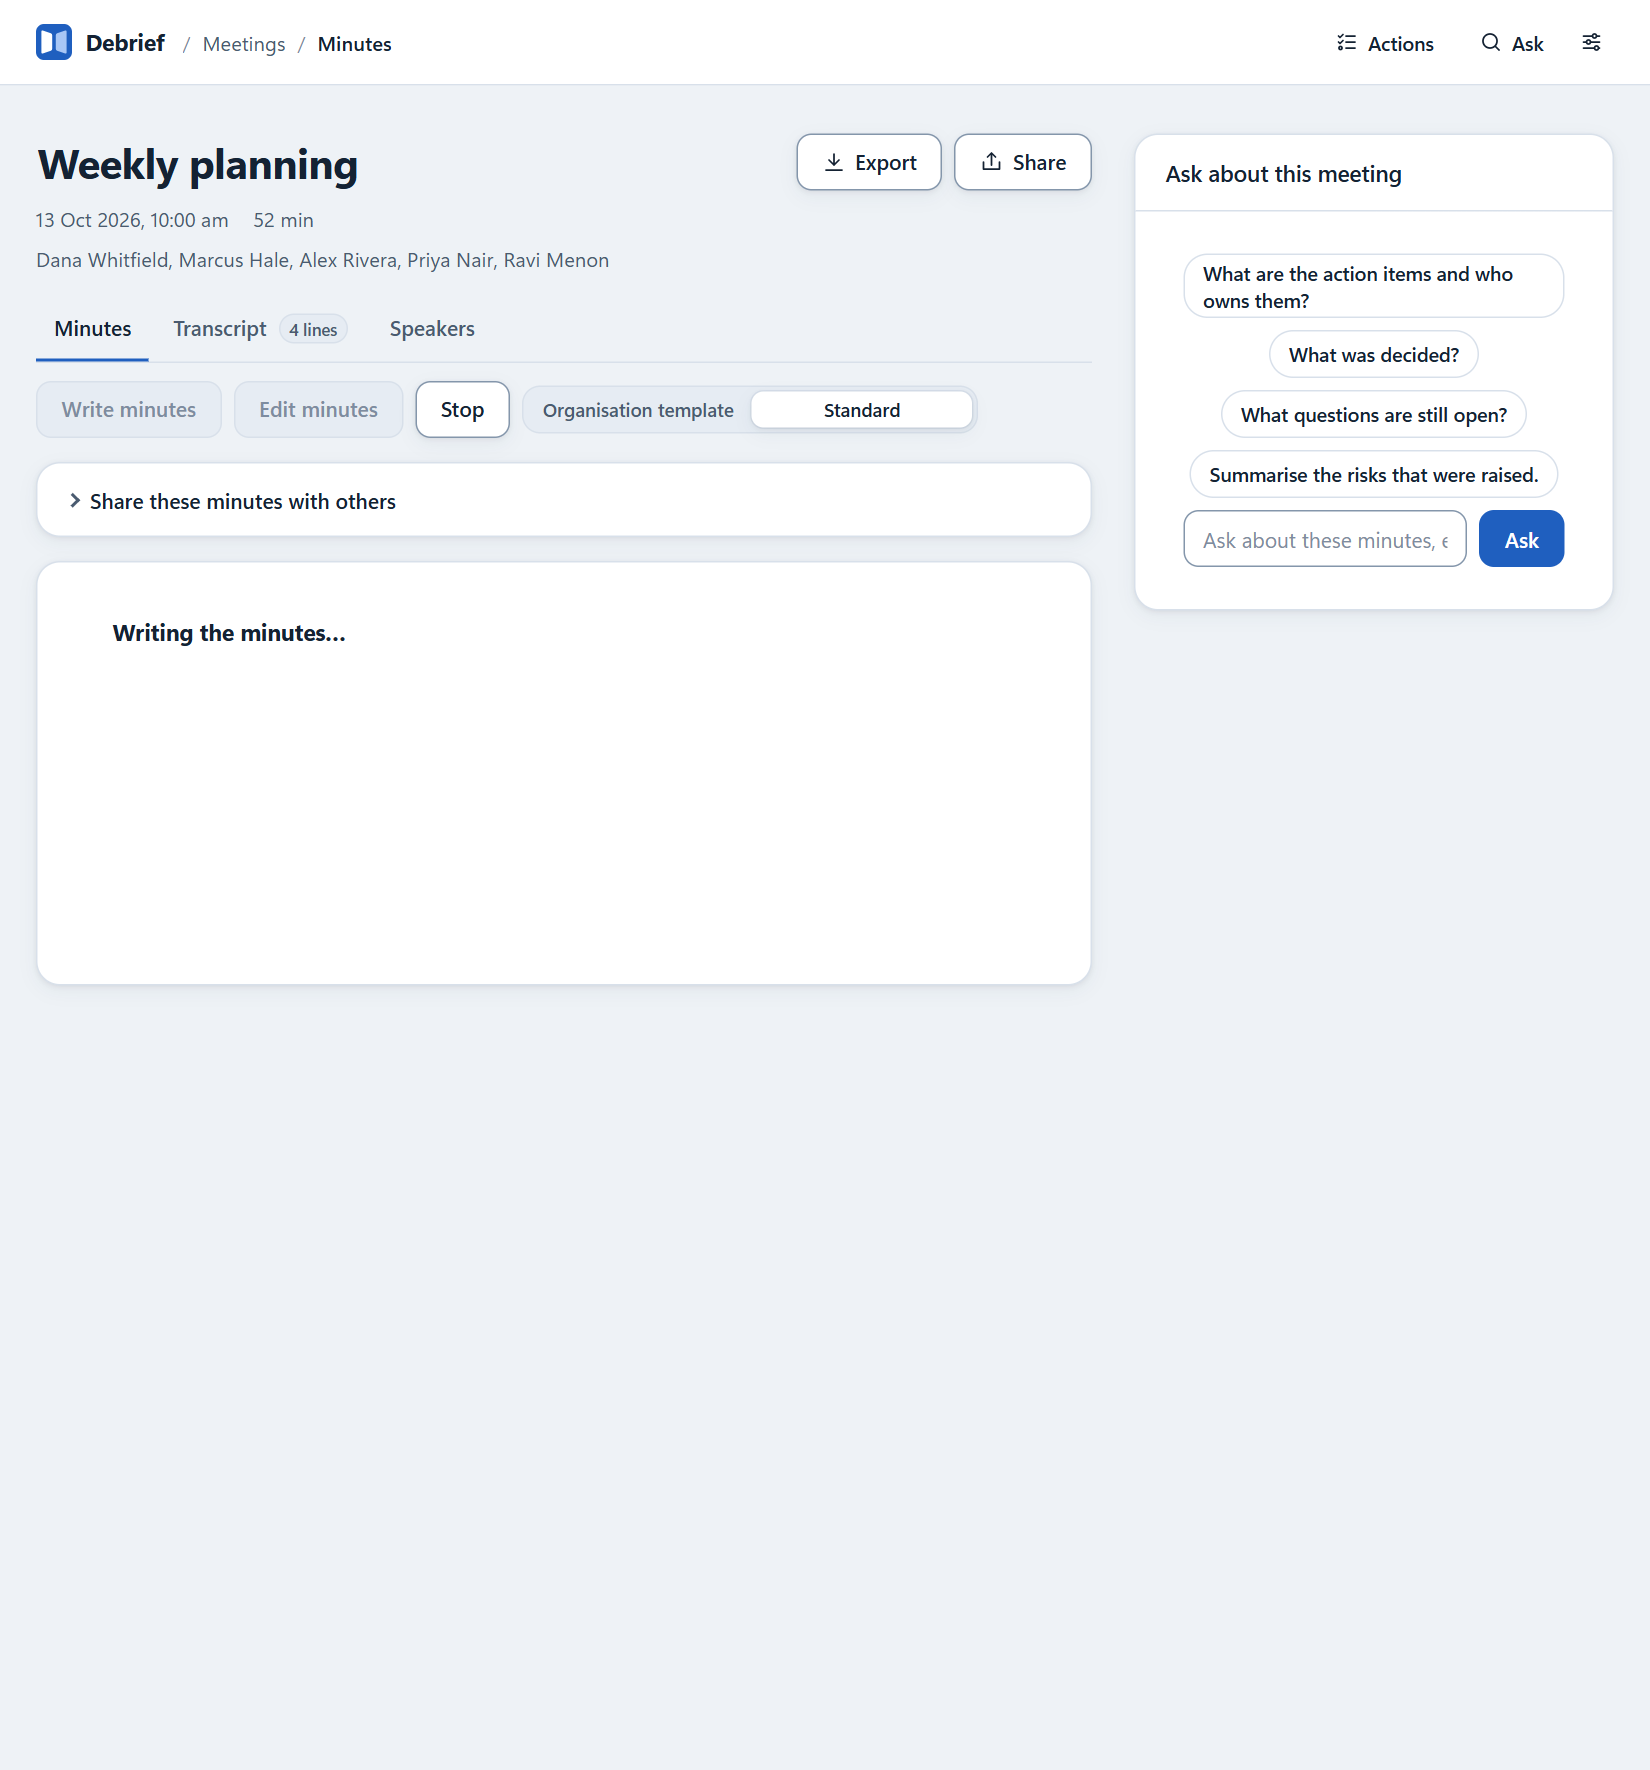 Debrief / Meetings / Minutes
Actions
Ask
Weekly planning
Export
Share
13 Oct 2026, 10:00 am 52 min
Dana Whitfield, Marcus Hale, Alex Rivera, Priya Nair, Ravi Menon
Minutes
Transcript 4 lines
Speakers
Write minutes
Edit minutes
Stop
Organisation template
Standard
Share these minutes with others
Writing the minutes...
Ask about this meeting
What are the action items and who
owns them?
What was decided?
What questions are still open?
Summarise the risks that were raised.
Ask about these minutes,
Ask